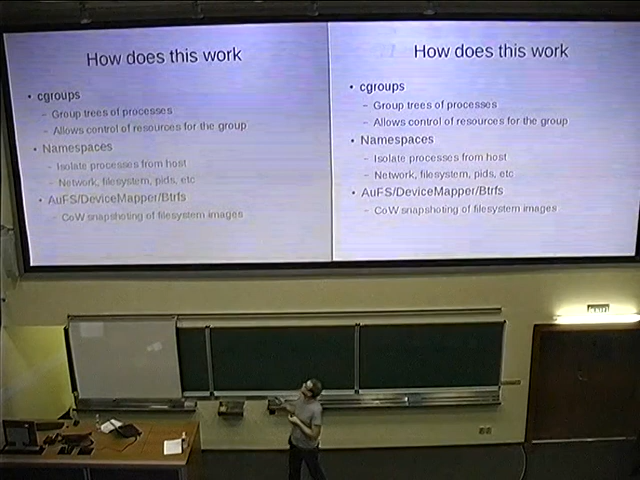 How does this work
• cgroups
– Group trees of processes
– Allows control of resources for the group
• Namespaces
– Isolate processes from host
– Network, filesystem, pids, etc
• AuFS/DeviceMapper/Btrfs
– CoW snapshoting of filesystem images
How does this work
• cgroups
– Group trees of processes
– Allows control of resources for the group
• Namespaces
– Isolate processes from host
– Network, filesystem, pids, etc
• AuFS/DeviceMapper/Btrfs
– CoW snapshoting of filesystem images